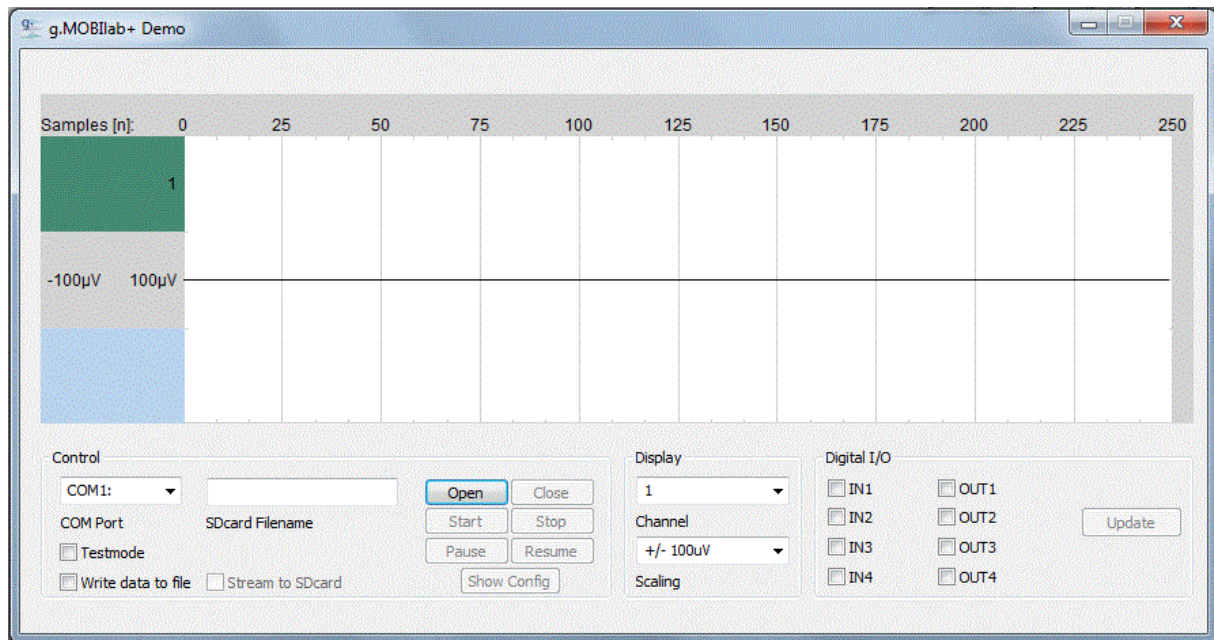 g.MOBIlab+ Demo
Samples [n]: 0 25 50 75 100 125 150 175 200 225 250
1
-100µV 100µV
Control
COM1:
COM Port
SDcard Filename
Testmode
Write data to file
Stream to SDcard
Open
Close
Start
Stop
Pause
Resume
Show Config
Display
1
Channel
+/- 100uV
Scaling
Digital I/O
IN1
OUT1
IN2
OUT2
IN3
OUT3
IN4
OUT4
Update